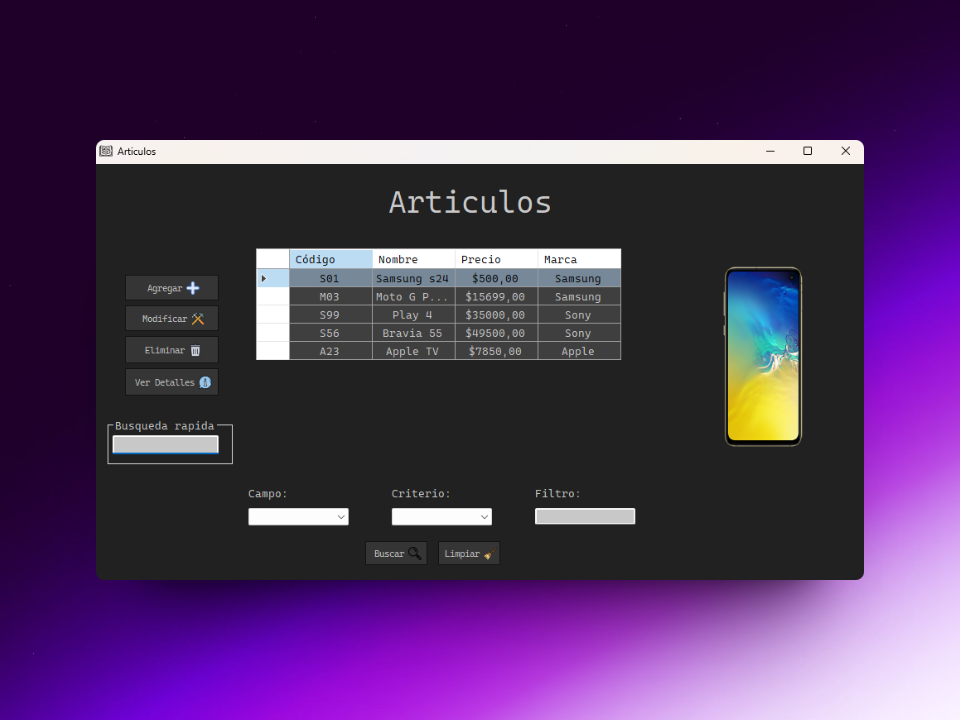 Articulos
Articulos
Código Nombre Precio Marca
S01 Samsung s24 $500,00 Samsung
M03 Moto G P... $15699,00 Samsung
S99 Play 4 $35000,00 Sony
S56 Bravia 55 $49500,00 Sony
A23 Apple TV $7850,00 Apple
Agregar
Modificar
Eliminar
Ver Detalles
Busqueda rapida
Campo: Criterio: Filtro:
Buscar Limpiar